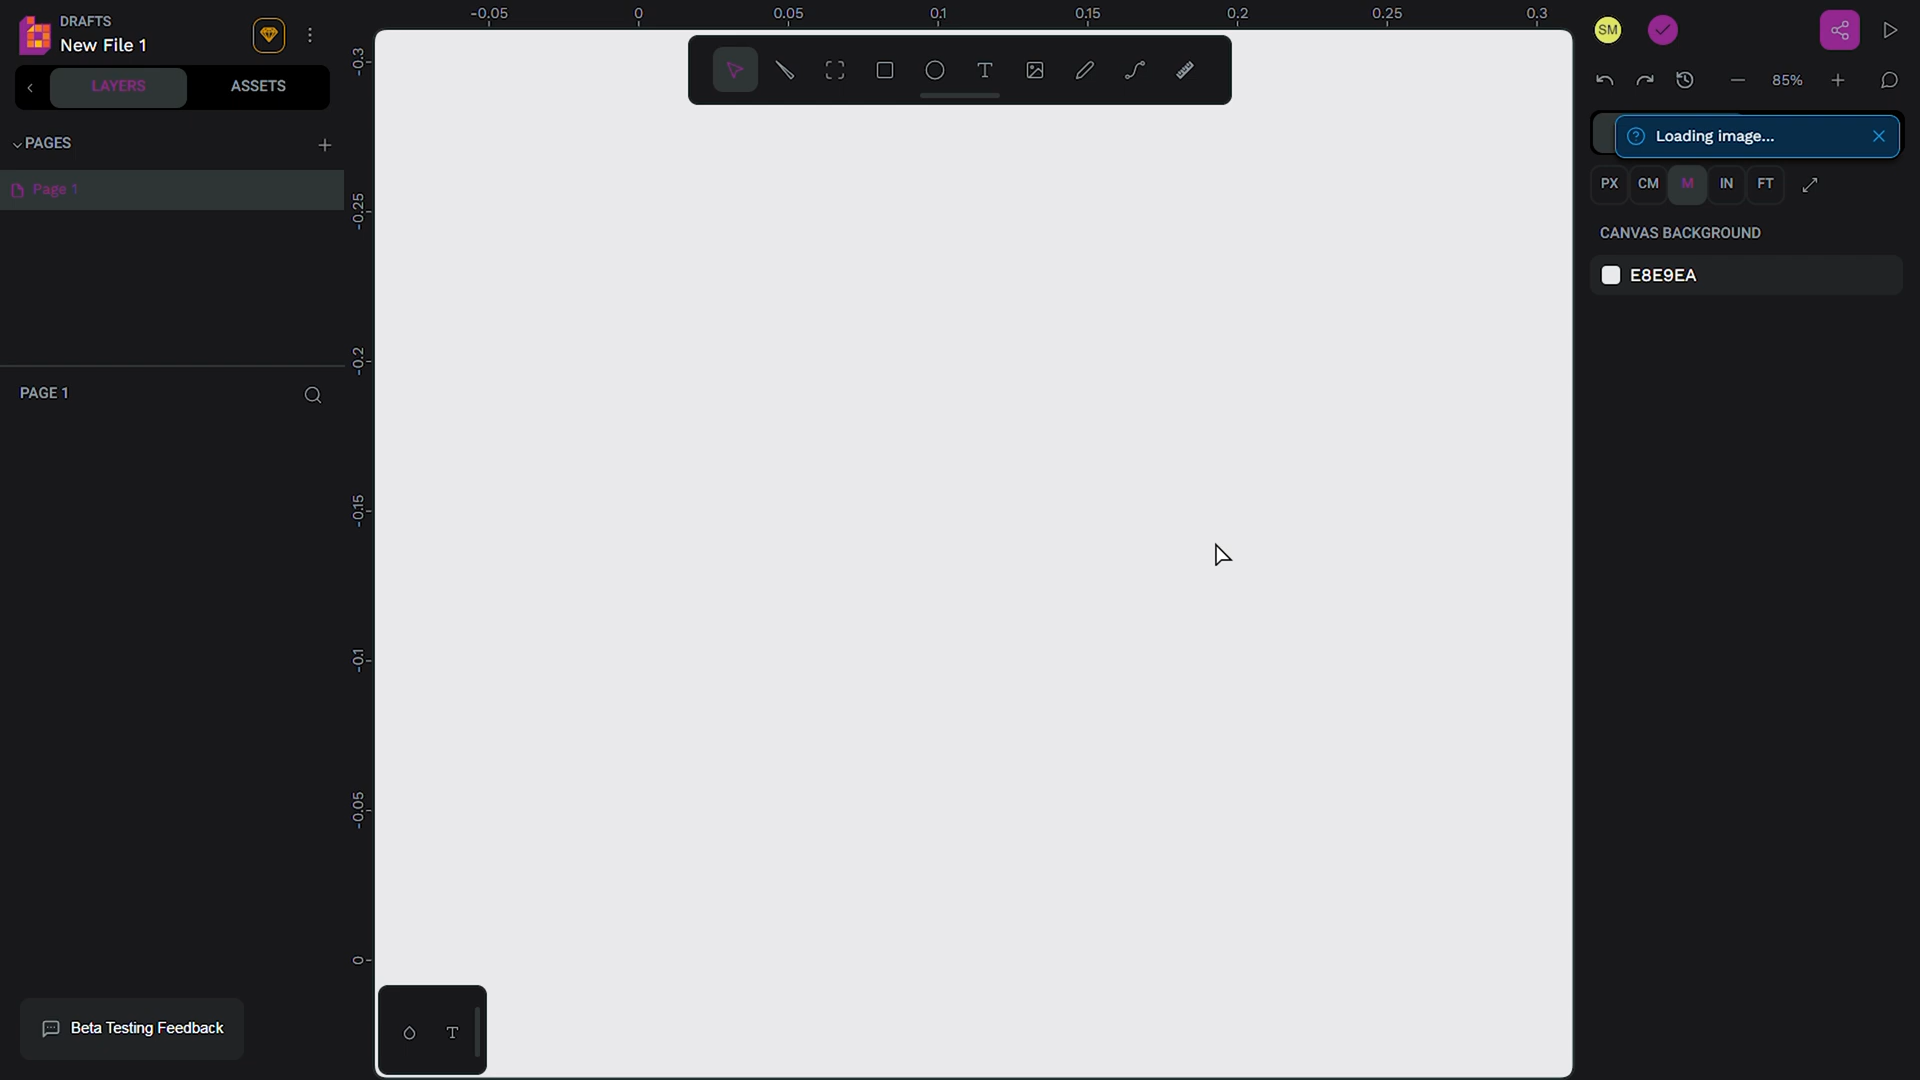 DRAFTS
New File 1
LAYERS
ASSETS
PAGES
Page 1
PAGE 1
Beta Testing Feedback
-0.05 0 0.05 0.1 0.15 0.2 0.25 0.3
-0.3
-0.25
-0.2
-0.15
-0.1
-0.05
0
T
T
SM
85%
Loading image...
PX CM M IN FT
CANVAS BACKGROUND
E8E9EA